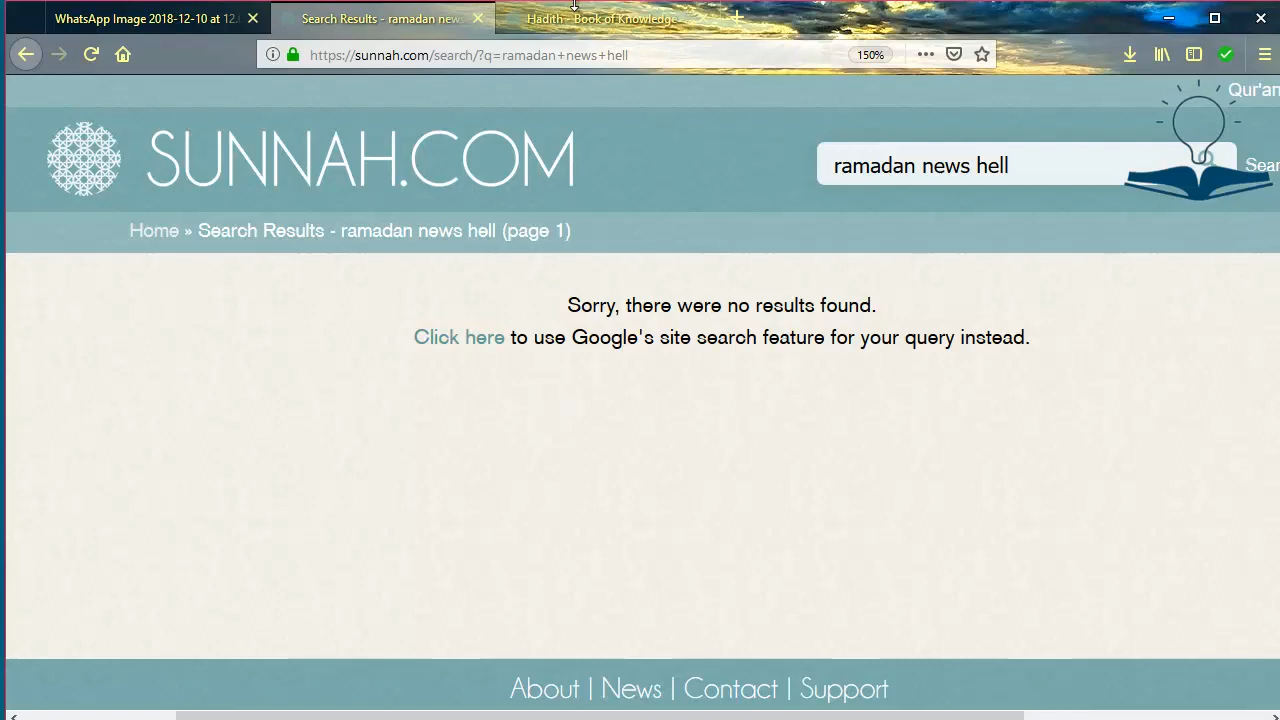 WhatsApp Image 2018-12-10 at 12.
Search Results - ramadan news
Hadith - Book of Knowledge
https://sunnah.com/search/?q=ramadan+news+hell
150%
Qur'an
SUNNAH.COM
ramadan news hell
Sear
Home » Search Results - ramadan news hell (page 1)
Sorry, there were no results found.
Click here to use Google's site search feature for your query instead.
About | News | Contact | Support